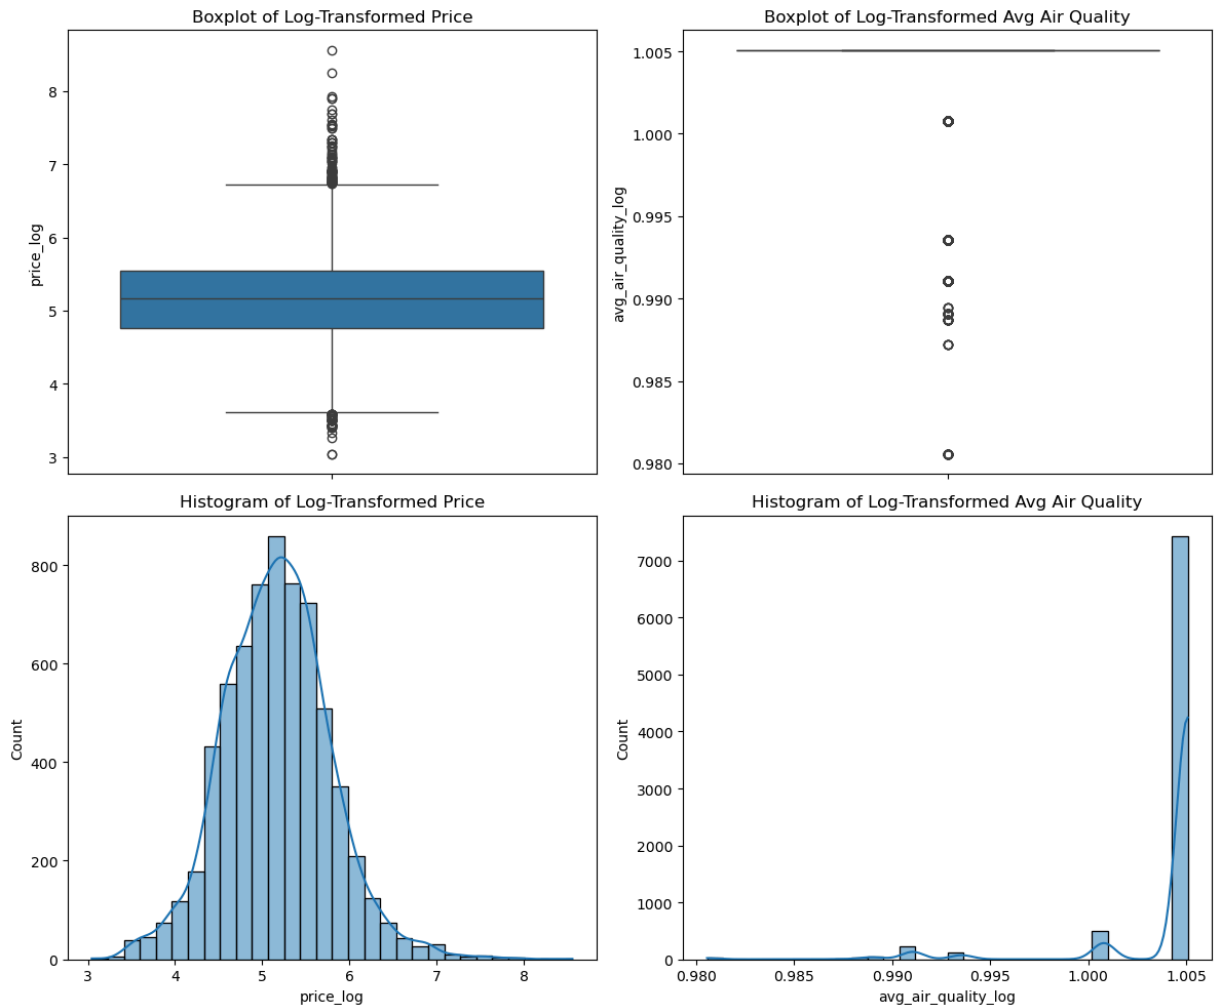 Boxplot of Log-Transformed Price
8
7
6
5
4
3
price_log
Boxplot of Log-Transformed Avg Air Quality
1.005
1.000
0.995
0.990
0.985
0.980
avg_air_quality_log
Histogram of Log-Transformed Price
800
600
400
200
0
Count
3 4 5 6 7 8
price_log
Histogram of Log-Transformed Avg Air Quality
7000
6000
5000
4000
3000
2000
1000
0
Count
0.980 0.985 0.990 0.995 1.000 1.005
avg_air_quality_log